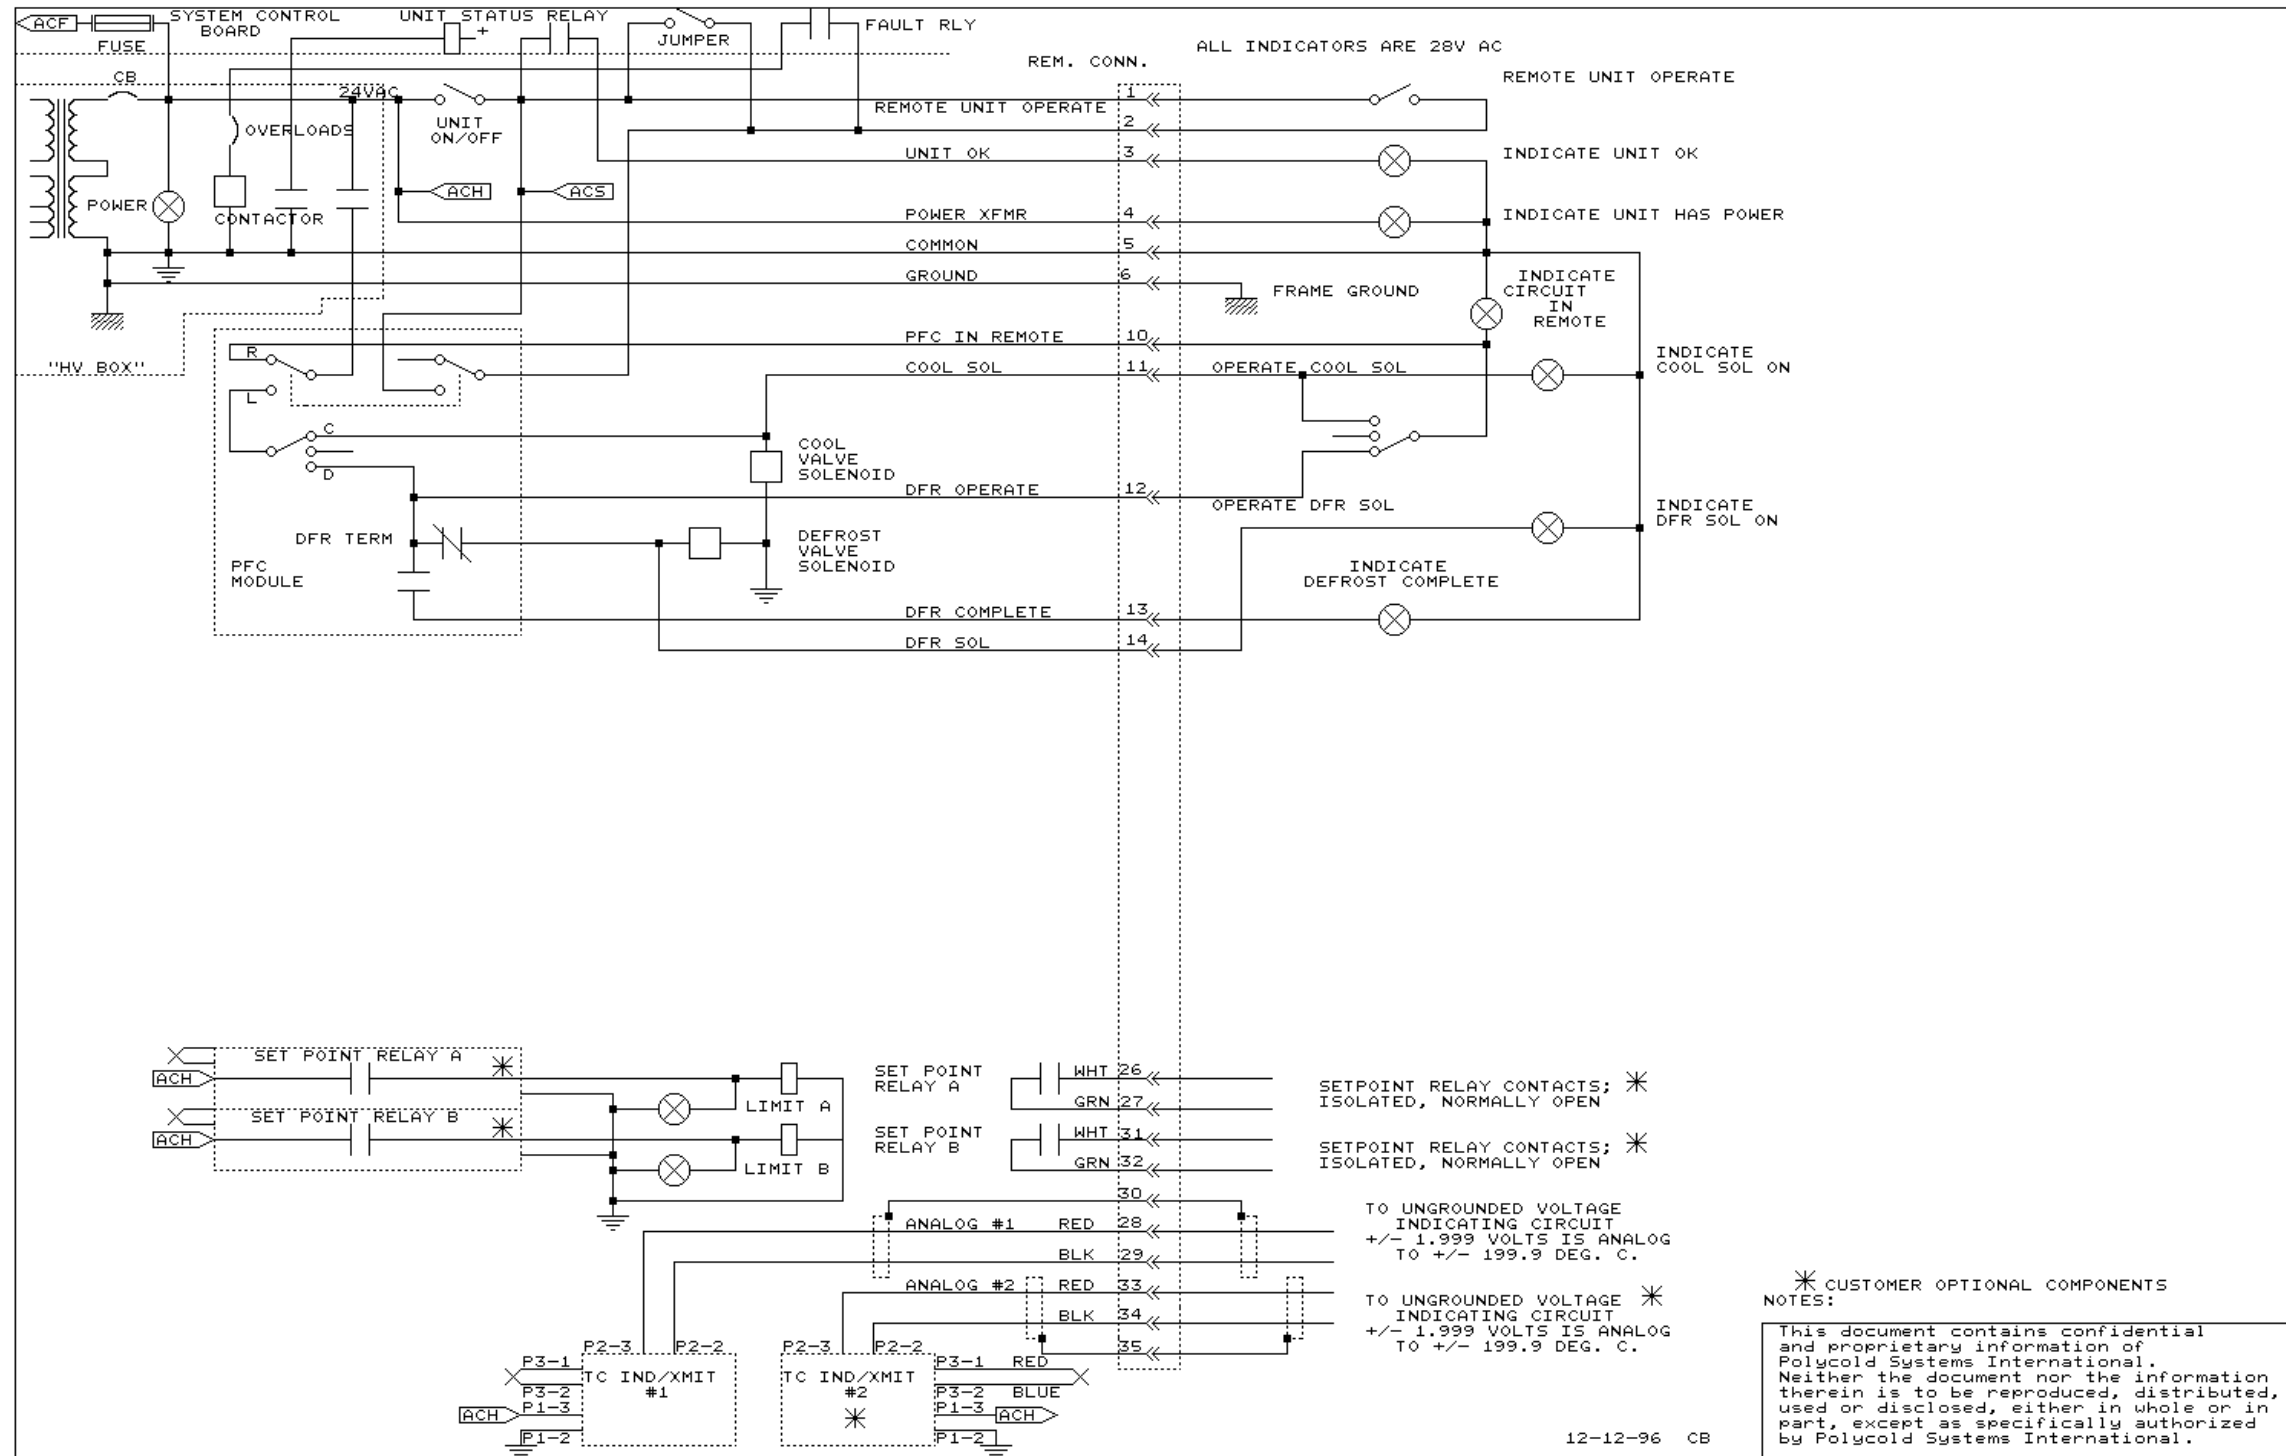 ACF
FUSE
SYSTEM CONTROL
BOARD
UNIT STATUS RELAY
+
JUMPER
FAULT RLY
ALL INDICATORS ARE 28V AC
REM. CONN.
CB
24VAC
REMOTE UNIT OPERATE
1
REMOTE UNIT OPERATE
OVERLOADS
UNIT
ON/OFF
2
UNIT OK
3
INDICATE UNIT OK
ACH
ACS
POWER
CONTACTOR
POWER XFMR
4
INDICATE UNIT HAS POWER
COMMON
5
GROUND
6
FRAME GROUND
INDICATE
CIRCUIT
IN
REMOTE
"HV BOX"
R
L
PFC IN REMOTE
10
COOL SOL
11
OPERATE COOL SOL
INDICATE
COOL SOL ON
C
D
COOL
VALVE
SOLENOID
DFR OPERATE
12
OPERATE DFR SOL
INDICATE
DFR SOL ON
DFR TERM
DEFROST
VALVE
SOLENOID
PFC
MODULE
INDICATE
DEFROST COMPLETE
DFR COMPLETE
13
DFR SOL
14
SET POINT RELAY A
ACH
LIMIT A
SET POINT
RELAY A
WHT 26
GRN 27
SETPOINT RELAY CONTACTS;
ISOLATED, NORMALLY OPEN
SET POINT RELAY B
ACH
LIMIT B
SET POINT
RELAY B
WHT 31
GRN 32
SETPOINT RELAY CONTACTS;
ISOLATED, NORMALLY OPEN
30
ANALOG #1 RED 28
BLK 29
TO UNGROUNDED VOLTAGE
INDICATING CIRCUIT
+/- 1.999 VOLTS IS ANALOG
TO +/- 199.9 DEG. C.
ANALOG #2 RED 33
BLK 34
35
TO UNGROUNDED VOLTAGE
INDICATING CIRCUIT
+/- 1.999 VOLTS IS ANALOG
TO +/- 199.9 DEG. C.
P2-3 P2-2
P3-1
TC IND/XMIT
#1
P3-2
P1-3
ACH
P1-2
P2-3 P2-2
TC IND/XMIT
#2
P3-1 RED
P3-2 BLUE
P1-3
ACH
P1-2
CUSTOMER OPTIONAL COMPONENTS
NOTES:
This document contains confidential
and proprietary information of
Polycold Systems International.
Neither the document nor the information
therein is to be reproduced, distributed,
used or disclosed, either in whole or in
part, except as specifically authorized
by Polycold Systems International.
12-12-96 CB